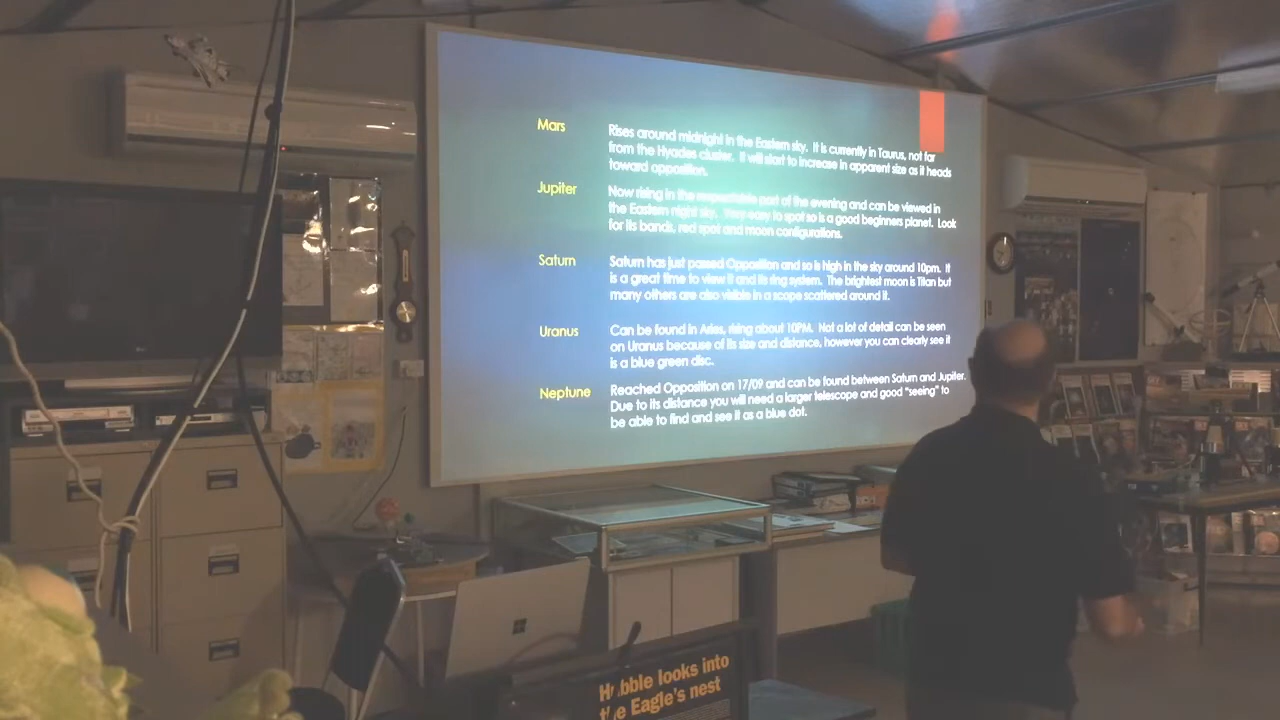 Mars
Rises around midnight in the Eastern sky. It is currently in Taurus, not far
from the Hyades cluster. It will start to increase in apparent size as it heads
toward opposition.
Jupiter
Now rising in the respectable part of the evening and can be viewed in
the Eastern night sky. Very easy to spot so is a good beginners planet. Look
for its bands, red spot and moon configurations.
Saturn
Saturn has just passed Opposition and so is high in the sky around 10pm. It
is a great time to view it and its ring system. The brightest moon is Titan but
many others are also visible in a scope scattered around it.
Uranus
Can be found in Aries, rising about 10PM. Not a lot of detail can be seen
on Uranus because of its size and distance, however you can clearly see it
is a blue green disc.
Neptune
Reached Opposition on 17/09 and can be found between Saturn and Jupiter.
Due to its distance you will need a larger telescope and good "seeing" to
be able to find and see it as a blue dot.
Hubble looks into
the Eagle's nest